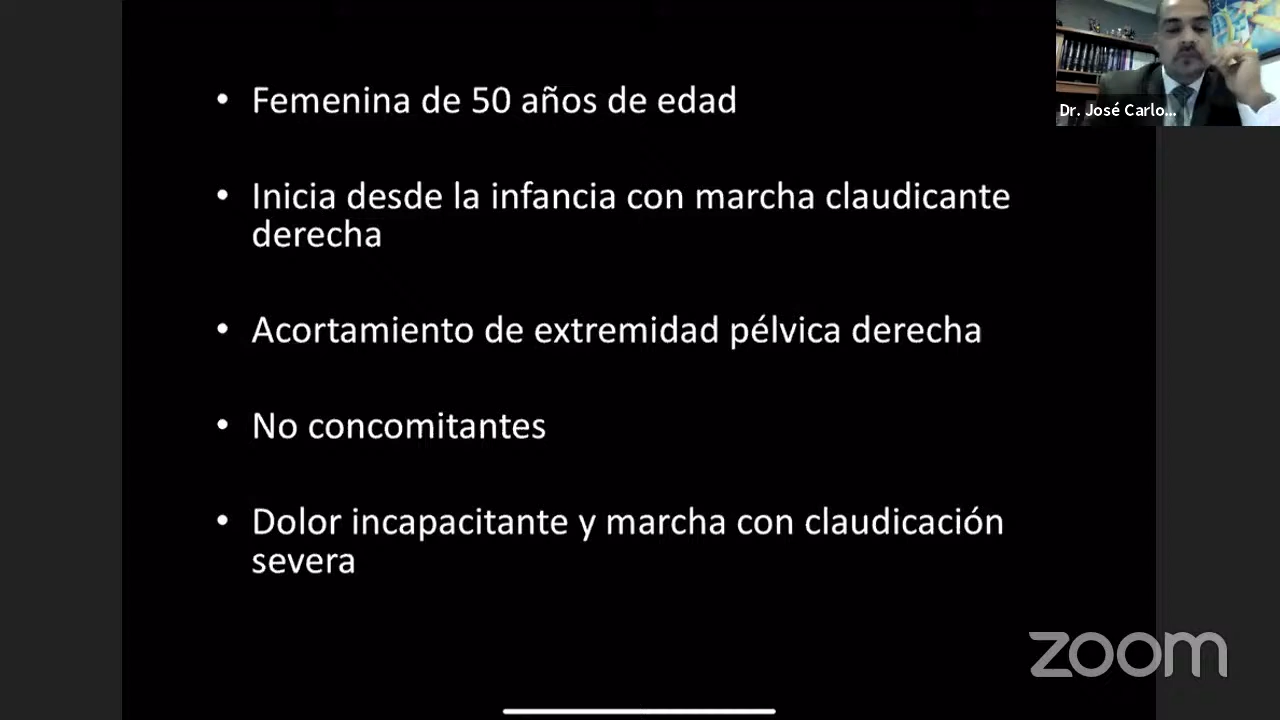 • Femenina de 50 años de edad
Dr. José Carlo...
• Inicia desde la infancia con marcha claudicante
derecha
• Acortamiento de extremidad pélvica derecha
• No concomitantes
• Dolor incapacitante y marcha con claudicación
severa
zoom